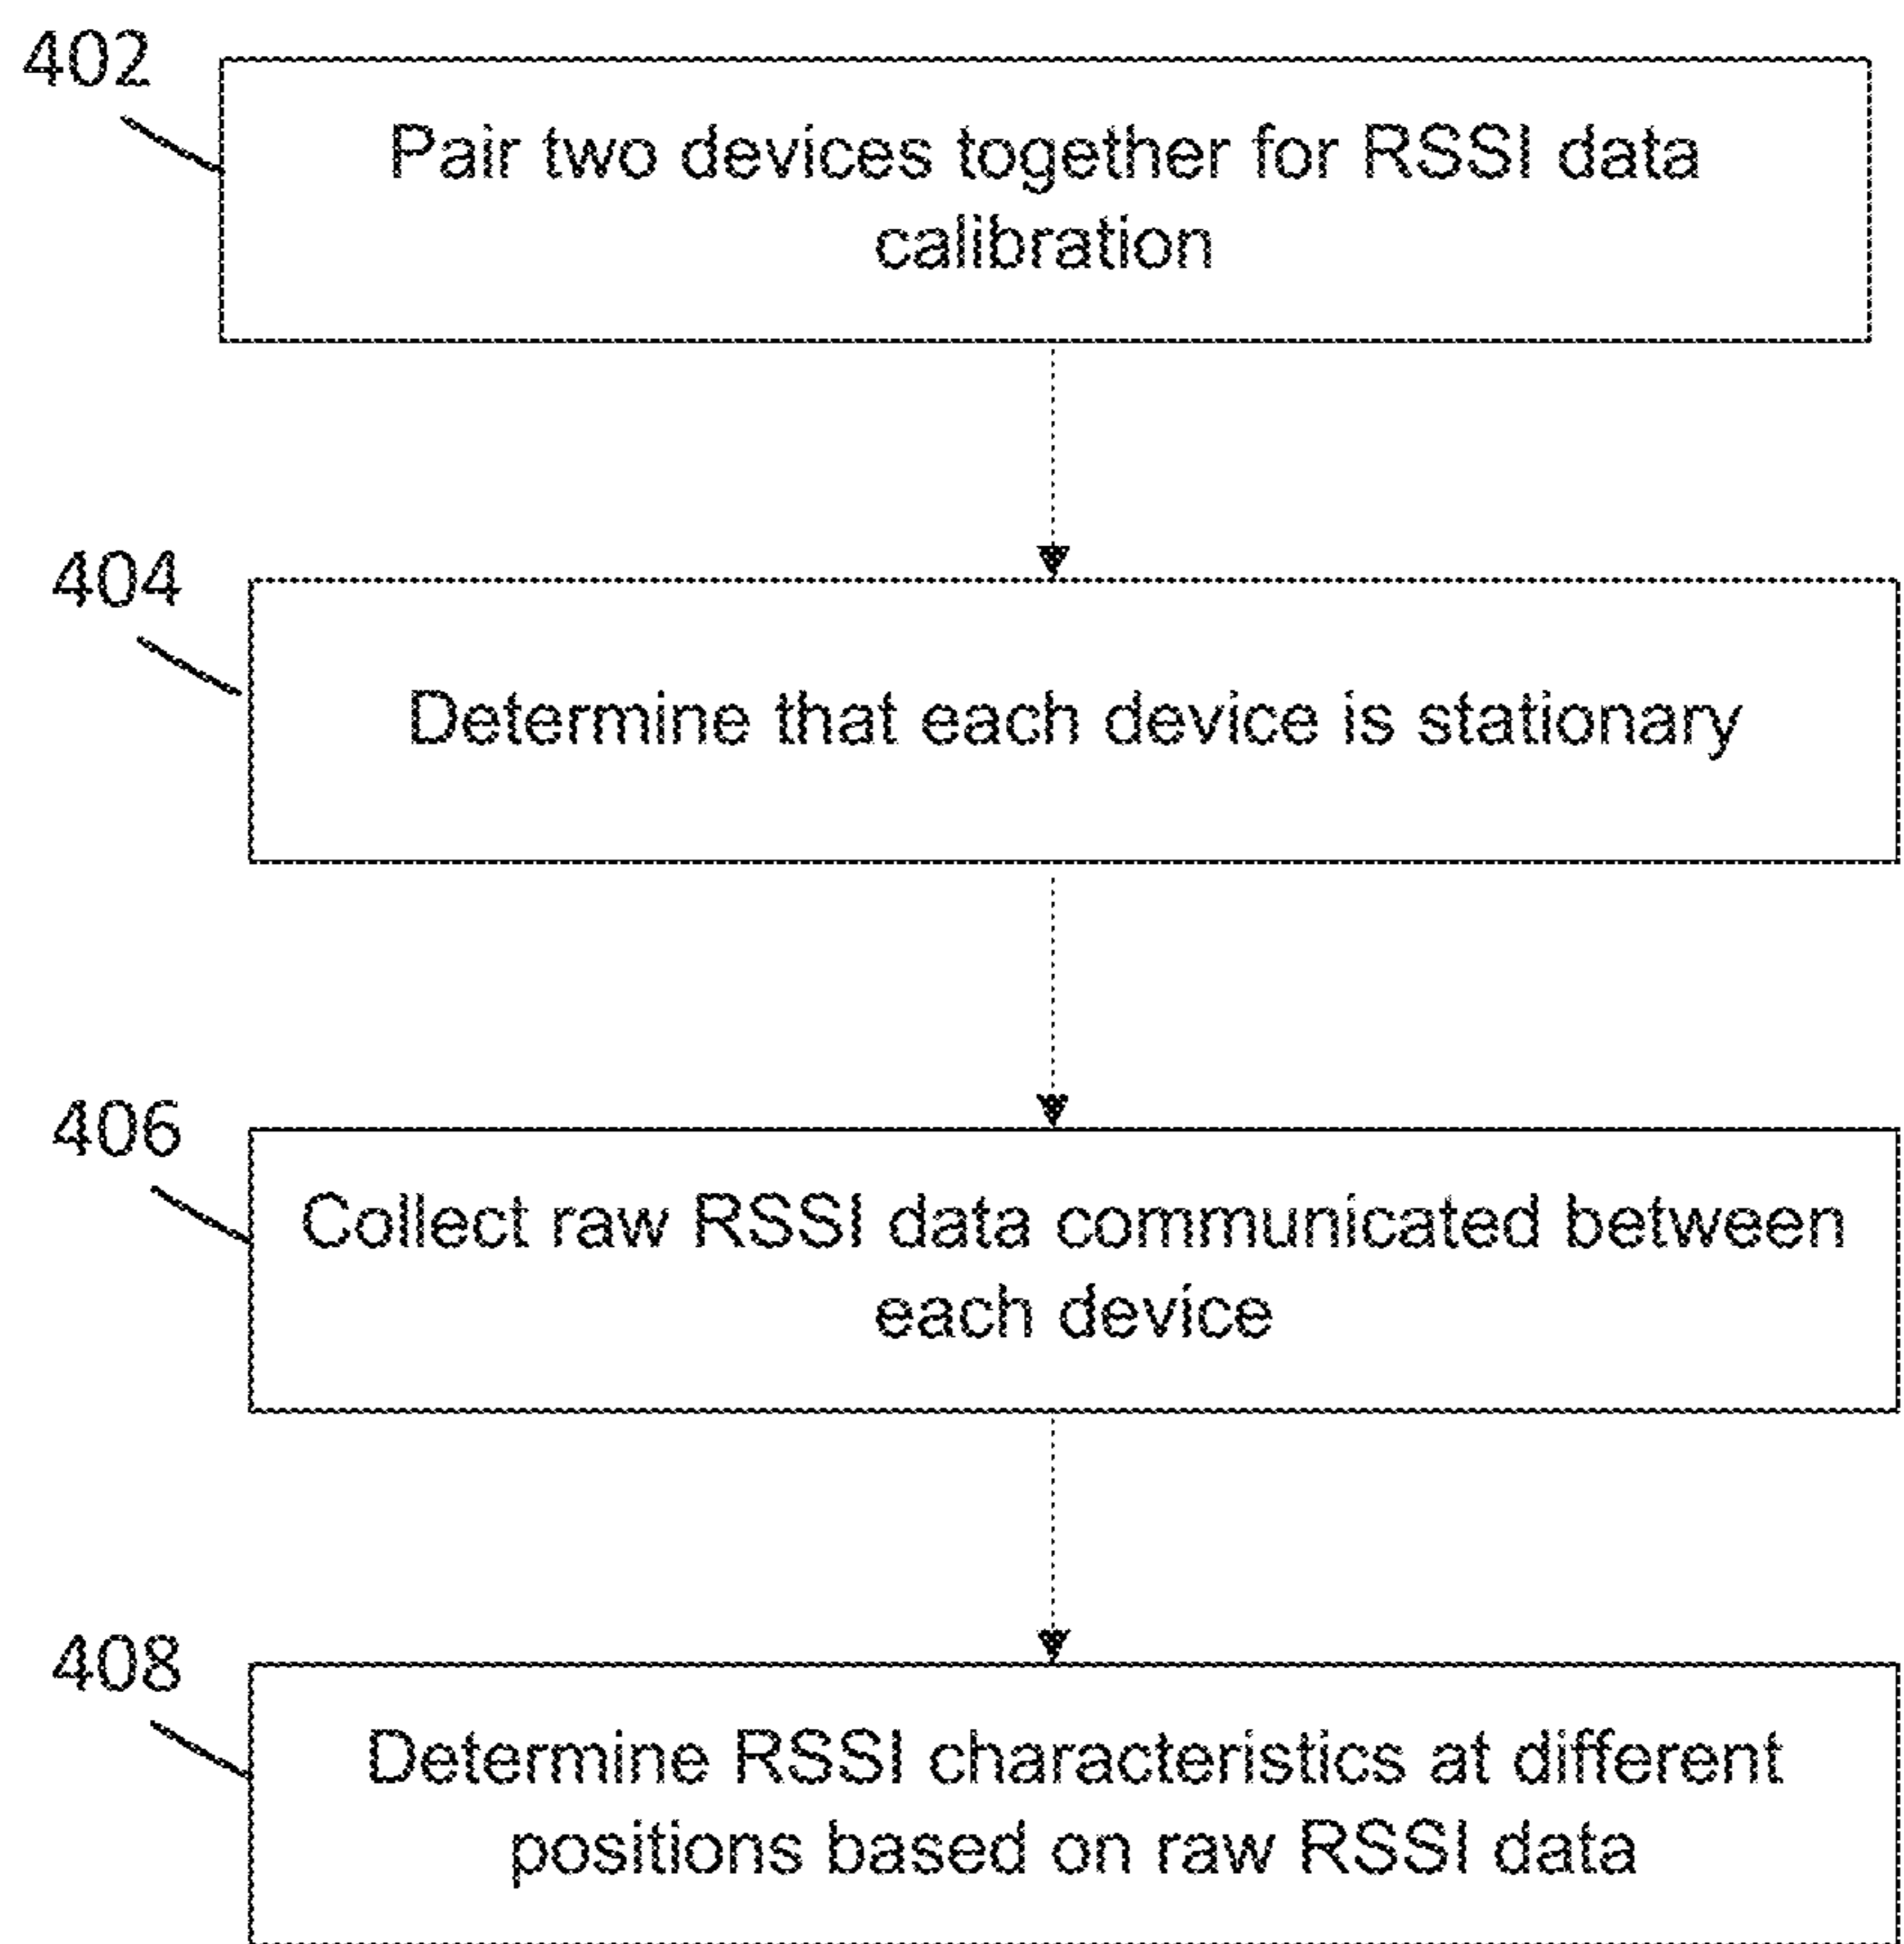 402
Pair two devices together for RSSI data
calibration
404
Determine that each device is stationary
406
Collect raw RSSI data communicated between
each device
408
Determine RSSI characteristics at different
positions based on raw RSSI data